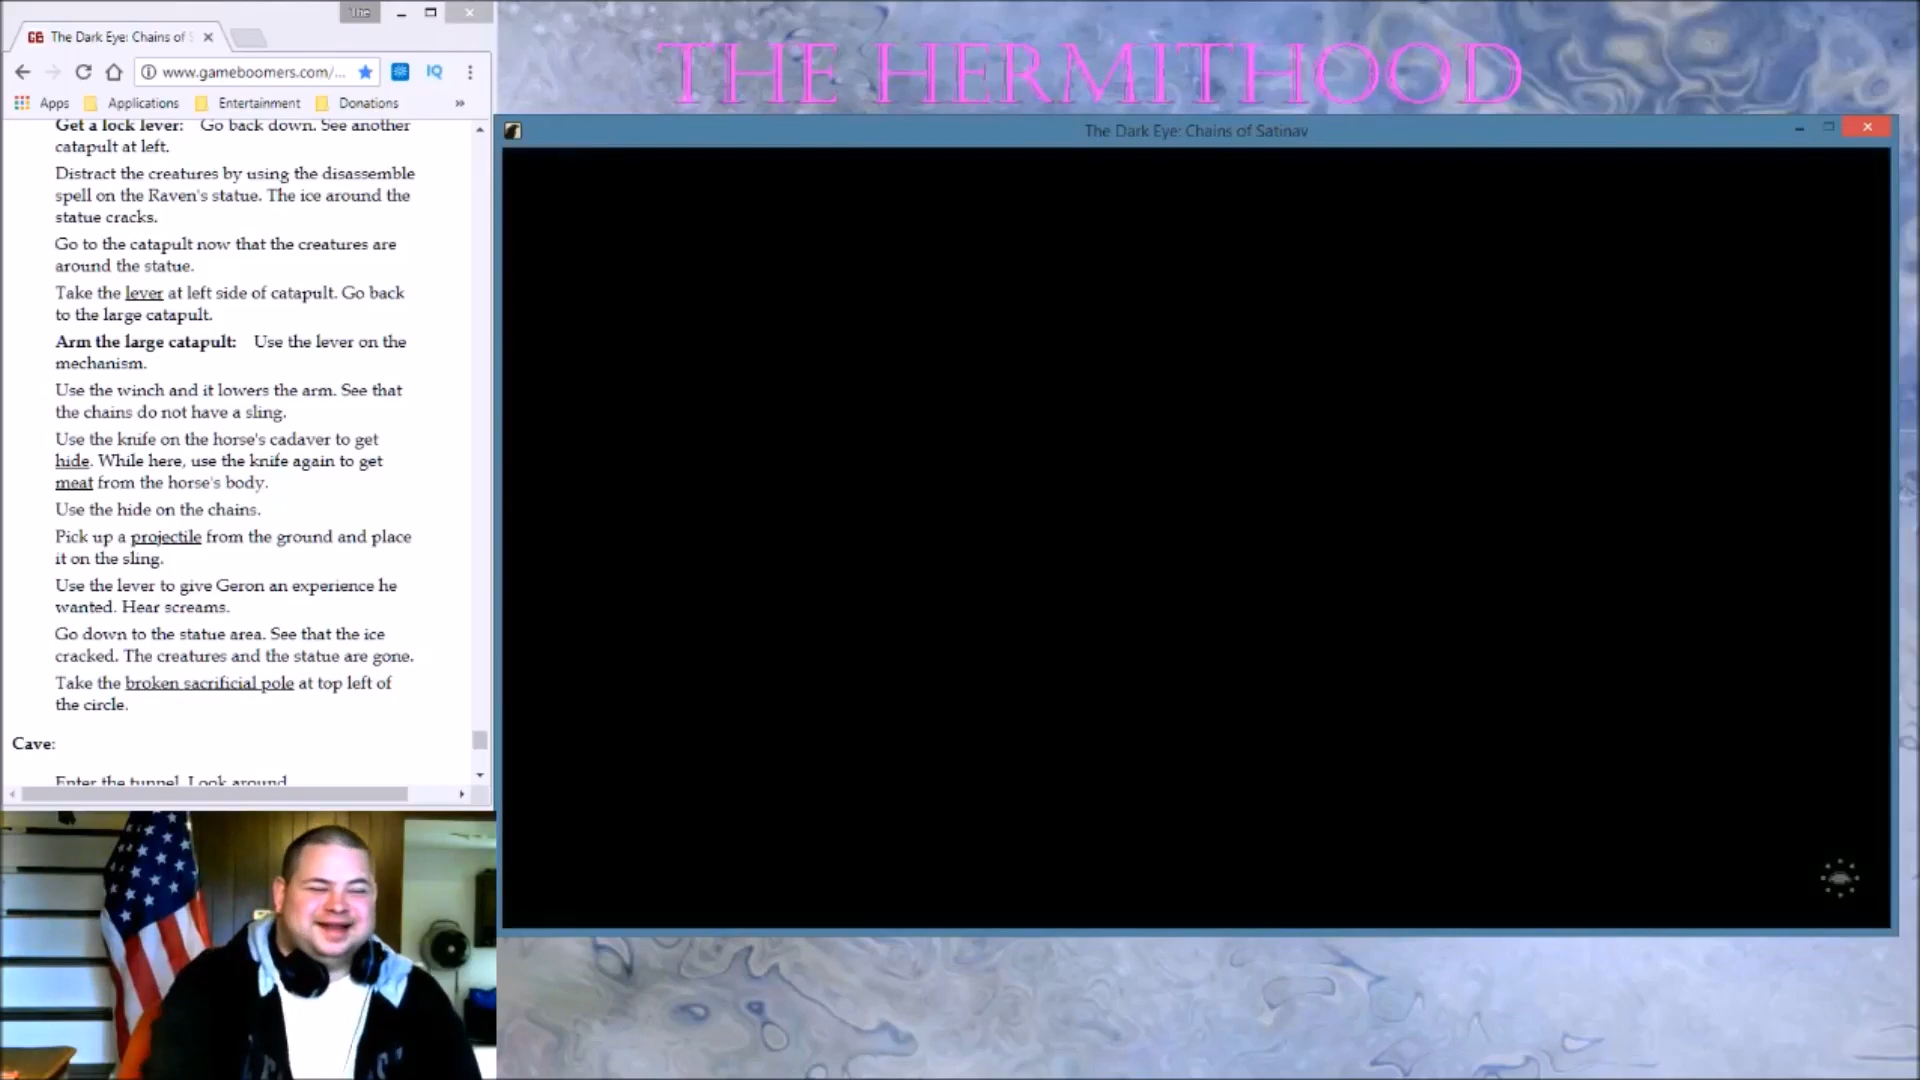 The
The Dark Eye: Chains of S
www.gameboomers.com/...
IQ
Apps
Applications
Entertainment
Donations
»
Get a lock lever: Go back down. See another
catapult at left.
Distract the creatures by using the disassemble
spell on the Raven's statue. The ice around the
statue cracks.
Go to the catapult now that the creatures are
around the statue.
Take the lever at left side of catapult. Go back
to the large catapult.
Arm the large catapult: Use the lever on the
mechanism.
Use the winch and it lowers the arm. See that
the chains do not have a sling.
Use the knife on the horse's cadaver to get
hide. While here, use the knife again to get
meat from the horse's body.
Use the hide on the chains.
Pick up a projectile from the ground and place
it on the sling.
Use the lever to give Geron an experience he
wanted. Hear screams.
Go down to the statue area. See that the ice
cracked. The creatures and the statue are gone.
Take the broken sacrificial pole at top left of
the circle.
Cave:
Enter the tunnel. Look around.
THE HERMITHOOD
The Dark Eye: Chains of Satinav